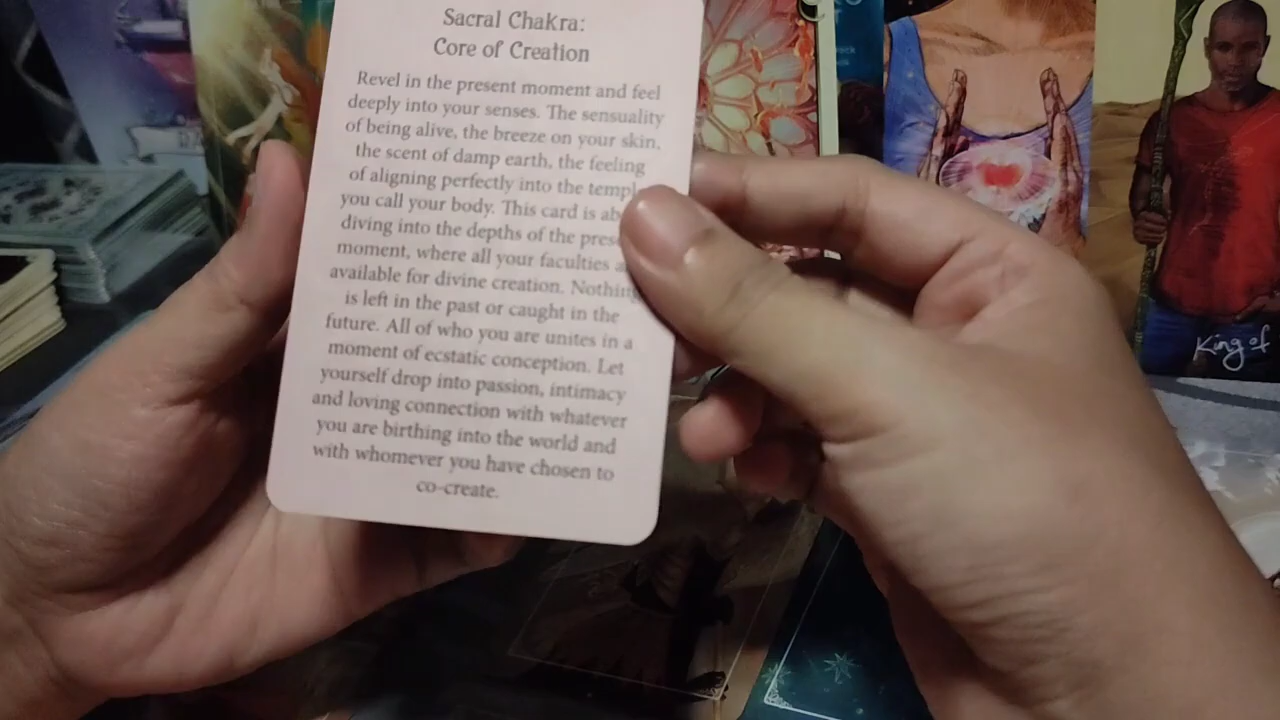 Sacral Chakra:
Core of Creation
Revel in the present moment and feel
deeply into your senses. The sensuality
of being alive, the breeze on your skin,
the scent of damp earth, the feeling
of aligning perfectly into the templ
you call your body. This card is ab
diving into the depths of the pres
moment, where all your faculties a
available for divine creation. Nothing
is left in the past or caught in the
future. All of who you are unites in a
moment of ecstatic conception. Let
yourself drop into passion, intimacy
and loving connection with whatever
you are birthing into the world and
with whomever you have chosen to
co-create.
King of